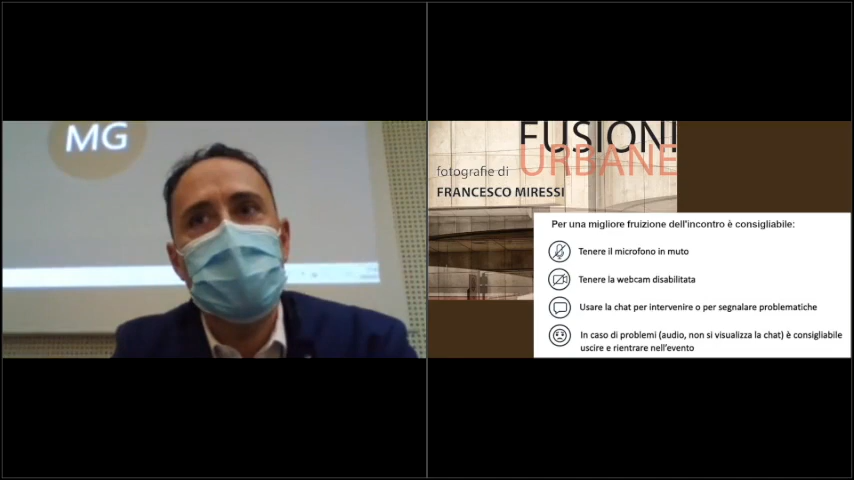 MG
FUSIONI
URBANE
fotografie di
FRANCESCO MIRESSI
Per una migliore fruizione dell'incontro è consigliabile:
Tenere il microfono in muto
Tenere la webcam disabilitata
Usare la chat per intervenire o per segnalare problematiche
In caso di problemi (audio, non si visualizza la chat) è consigliabile
uscire e rientrare nell'evento